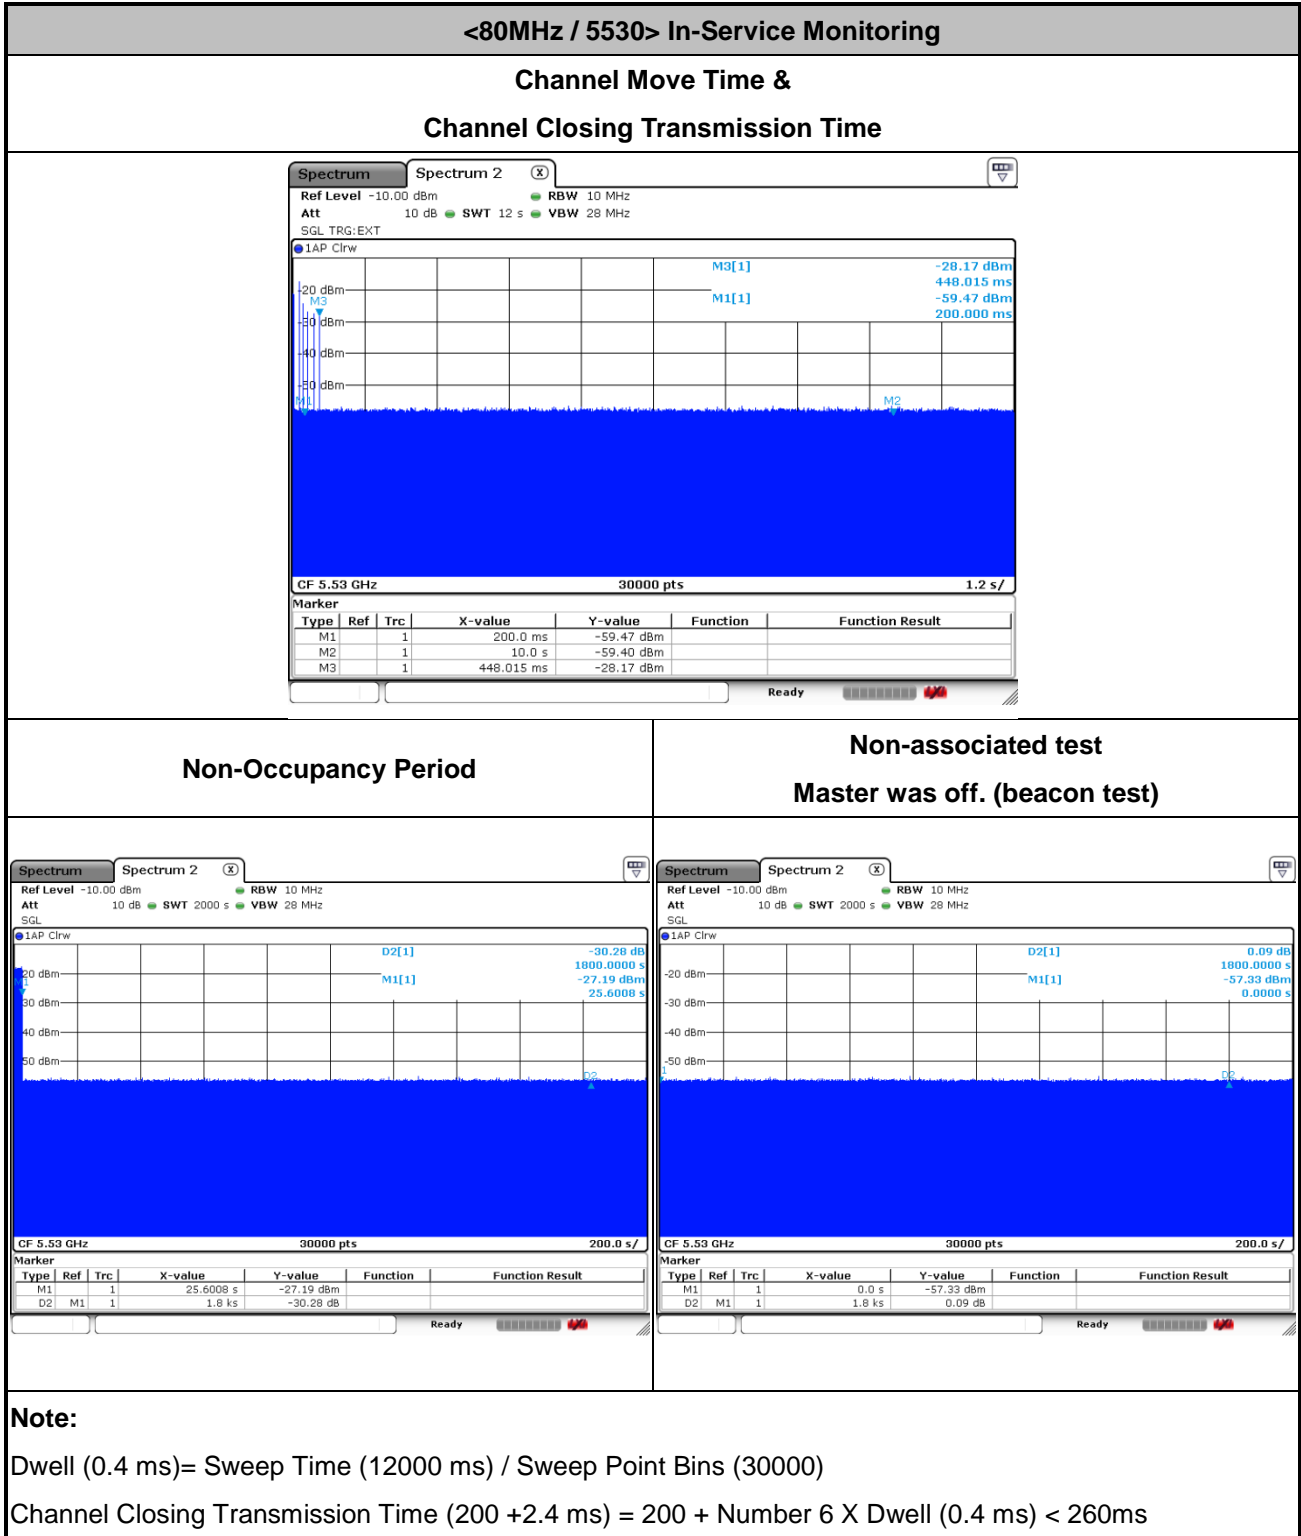 <80MHz / 5530> In-Service Monitoring
Channel Move Time &
Channel Closing Transmission Time
Spectrum Spectrum 2 X
Ref Level -10.00 dBm RBW 10 MHz
Att 10 dB SWT 12 s VBW 28 MHz
SGL TRG:EXT
1AP Clrw
M3[1] -28.17 dBm
448.015 ms
M1[1] -59.47 dBm
200.000 ms
-20 dBm
M3
-30 dBm
-40 dBm
-50 dBm
M1 M2
CF 5.53 GHz 30000 pts 1.2 s/
Marker
Type Ref Trc X-value Y-value Function Function Result
M1 1 200.0 ms -59.47 dBm
M2 1 10.0 s -59.40 dBm
M3 1 448.015 ms -28.17 dBm
Ready
Non-Occupancy Period
Non-associated test
Master was off. (beacon test)
Spectrum Spectrum 2 X
Ref Level -10.00 dBm RBW 10 MHz
Att 10 dB SWT 2000 s VBW 28 MHz
SGL
1AP Clrw
D2[1] -30.28 dB
1800.0000 s
M1[1] -27.19 dBm
25.6008 s
20 dBm
M1
30 dBm
40 dBm
50 dBm
D2
CF 5.53 GHz 30000 pts 200.0 s/
Marker
Type Ref Trc X-value Y-value Function Function Result
M1 1 25.6008 s -27.19 dBm
D2 M1 1 1.8 ks -30.28 dB
Ready
Spectrum Spectrum 2 X
Ref Level -10.00 dBm RBW 10 MHz
Att 10 dB SWT 2000 s VBW 28 MHz
SGL
1AP Clrw
D2[1] 0.09 dB
1800.0000 s
M1[1] -57.33 dBm
0.0000 s
-20 dBm
-30 dBm
-40 dBm
-50 dBm
1 D2
CF 5.53 GHz 30000 pts 200.0 s/
Marker
Type Ref Trc X-value Y-value Function Function Result
M1 1 0.0 s -57.33 dBm
D2 M1 1 1.8 ks 0.09 dB
Ready
Note:
Dwell (0.4 ms)= Sweep Time (12000 ms) / Sweep Point Bins (30000)
Channel Closing Transmission Time (200 +2.4 ms) = 200 + Number 6 X Dwell (0.4 ms) < 260ms